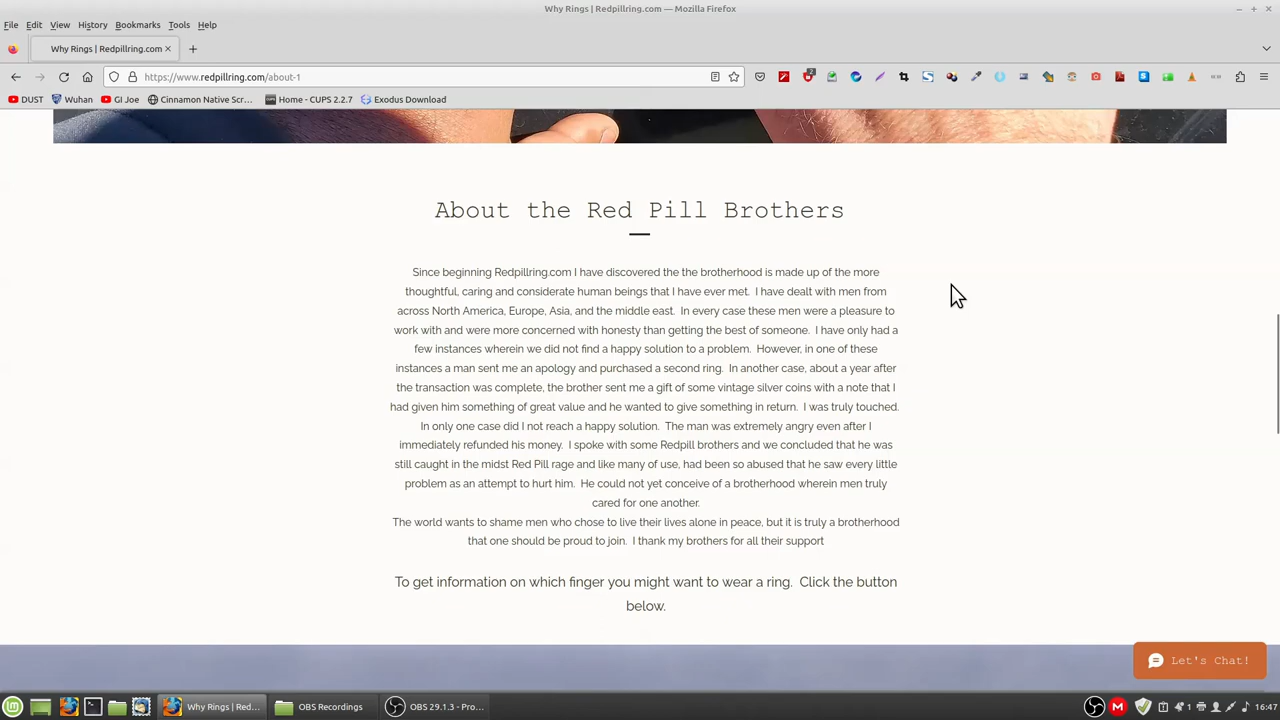 Why Rings | Redpillring.com — Mozilla Firefox
File Edit View History Bookmarks Tools Help
Why Rings | Redpillring.com
https://www.redpillring.com/about-1
DUST Wuhan GI Joe Cinnamon Native Scr… Home - CUPS 2.2.7 Exodus Download
About the Red Pill Brothers
Since beginning Redpillring.com I have discovered the the brotherhood is made up of the more
thoughtful, caring and considerate human beings that I have ever met. I have dealt with men from
across North America, Europe, Asia, and the middle east. In every case these men were a pleasure to
work with and were more concerned with honesty than getting the best of someone. I have only had a
few instances wherein we did not find a happy solution to a problem. However, in one of these
instances a man sent me an apology and purchased a second ring. In another case, about a year after
the transaction was complete, the brother sent me a gift of some vintage silver coins with a note that I
had given him something of great value and he wanted to give something in return. I was truly touched.
In only one case did I not reach a happy solution. The man was extremely angry even after I
immediately refunded his money. I spoke with some Redpill brothers and we concluded that he was
still caught in the midst Red Pill rage and like many of use, had been so abused that he saw every little
problem as an attempt to hurt him. He could not yet conceive of a brotherhood wherein men truly
cared for one another.
The world wants to shame men who chose to live their lives alone in peace, but it is truly a brotherhood
that one should be proud to join. I thank my brothers for all their support
To get information on which finger you might want to wear a ring. Click the button
below.
Let's Chat!
Why Rings | Red… OBS Recordings OBS 29.1.3 - Pro… 1 16:47